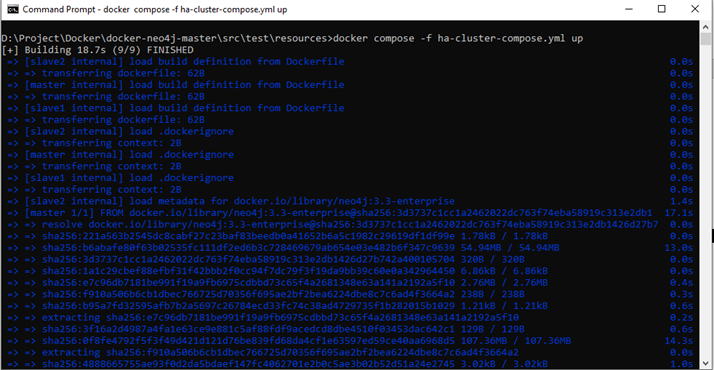 Command Prompt - docker compose -f ha-cluster-compose.yml up
D:\Project\Docker\docker-neo4j-master\src\test\resources>docker compose -f ha-cluster-compose.yml up
[+] Building 18.7s (9/9) FINISHED
=> [slave2 internal] load build definition from Dockerfile 0.0s
=> => transferring dockerfile: 62B 0.0s
=> [master internal] load build definition from Dockerfile 0.0s
=> => transferring dockerfile: 62B 0.0s
=> [slave1 internal] load build definition from Dockerfile 0.0s
=> => transferring dockerfile: 62B 0.0s
=> [slave2 internal] load .dockerignore 0.0s
=> => transferring context: 2B 0.0s
=> [master internal] load .dockerignore 0.0s
=> => transferring context: 2B 0.0s
=> [slave1 internal] load .dockerignore 0.0s
=> => transferring context: 2B 0.0s
=> [slave2 internal] load metadata for docker.io/library/neo4j:3.3-enterprise 1.4s
=> [master 1/1] FROM docker.io/library/neo4j:3.3-enterprise@sha256:3d3737c1cc1a2462022dc763f74eba58919c313e2db1 17.1s
=> => resolve docker.io/library/neo4j:3.3-enterprise@sha256:3d3737c1cc1a2462022dc763f74eba58919c313e2db1426d27b7 0.0s
=> => sha256:221a563b2545dc8cabf27c23baf83beedb0a41652b6a5c1982c29619df1df99e 1.78kB / 1.78kB 0.0s
=> => sha256:b6abafe80f63b02535fc111df2ed6b3c728469679ab654e03e482b6f347c9639 54.94MB / 54.94MB 13.0s
=> => sha256:3d3737c1cc1a2462022dc763f74eba58919c313e2db1426d27b742a400105704 320B / 320B 0.0s
=> => sha256:1a1c29cbef88efbf31f42bbb2f0cc94f7dc79f3f19da9bb39c60e0a342964450 6.86kB / 6.86kB 0.0s
=> => sha256:e7c96db7181be991f19a9fb6975cdbbd73c65f4a2681348e63a141a2192a5f10 2.76MB / 2.76MB 0.4s
=> => sha256:f910a506b6cb1dbec766725d70356f695ae2bf2bea6224dbe8c7c6ad4f3664a2 238B / 238B 0.3s
=> => sha256:b95a7fd32595afb7b2a5697c26784ecd33fc74c38ad4729735f1b282015b1029 1.21kB / 1.21kB 0.6s
=> => extracting sha256:e7c96db7181be991f19a9fb6975cdbbd73c65f4a2681348e63a141a2192a5f10 0.2s
=> => sha256:3f16a2d4987a4fa1e63ce9e881c5af88fdf9acedcd8dbe4510f03453dac642c1 129B / 129B 0.6s
=> => sha256:0f8fe4792f5f3f49d421d121d76be839fd68da4cf1e63597ed59ce40aa6968d5 107.36MB / 107.36MB 14.3s
=> => extracting sha256:f910a506b6cb1dbec766725d70356f695ae2bf2bea6224dbe8c7c6ad4f3664a2 0.0s
=> => sha256:4888665755ae93f0d2da5bdaef147fc4062701e2b0c5ae3b02b52d51a24e2745 3.02kB / 3.02kB 1.0s